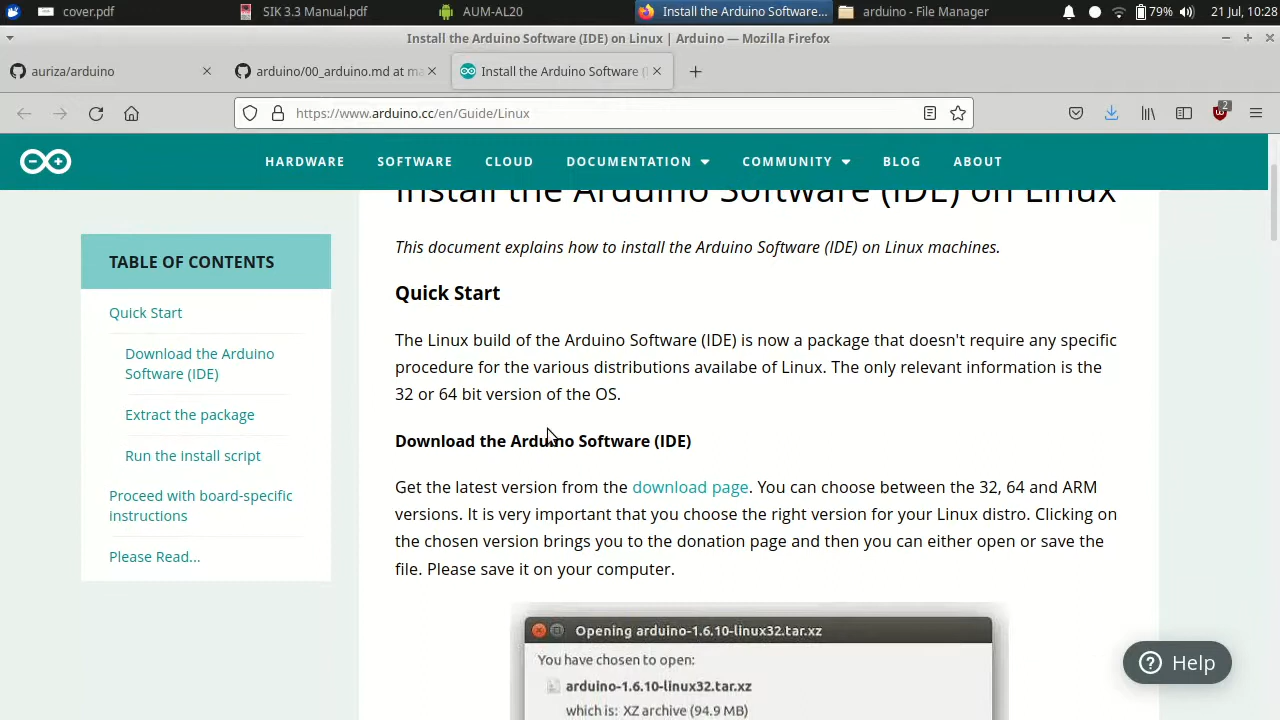 cover.pdf
SIK 3.3 Manual.pdf
AUM-AL20
Install the Arduino Software...
arduino - File Manager
79%
21 Jul, 10:28
Install the Arduino Software (IDE) on Linux | Arduino — Mozilla Firefox
auriza/arduino
arduino/00_arduino.md at ma
Install the Arduino Software (I
https://www.arduino.cc/en/Guide/Linux
2
HARDWARE
SOFTWARE
CLOUD
DOCUMENTATION
COMMUNITY
BLOG
ABOUT
Install the Arduino Software (IDE) on Linux
TABLE OF CONTENTS
Quick Start
Download the Arduino
Software (IDE)
Extract the package
Run the install script
Proceed with board-specific
instructions
Please Read...
This document explains how to install the Arduino Software (IDE) on Linux machines.
Quick Start
The Linux build of the Arduino Software (IDE) is now a package that doesn't require any specific
procedure for the various distributions availabe of Linux. The only relevant information is the
32 or 64 bit version of the OS.
Download the Arduino Software (IDE)
Get the latest version from the download page. You can choose between the 32, 64 and ARM
versions. It is very important that you choose the right version for your Linux distro. Clicking on
the chosen version brings you to the donation page and then you can either open or save the
file. Please save it on your computer.
Opening arduino-1.6.10-linux32.tar.xz
You have chosen to open:
arduino-1.6.10-linux32.tar.xz
which is: XZ archive (94.9 MB)
Help